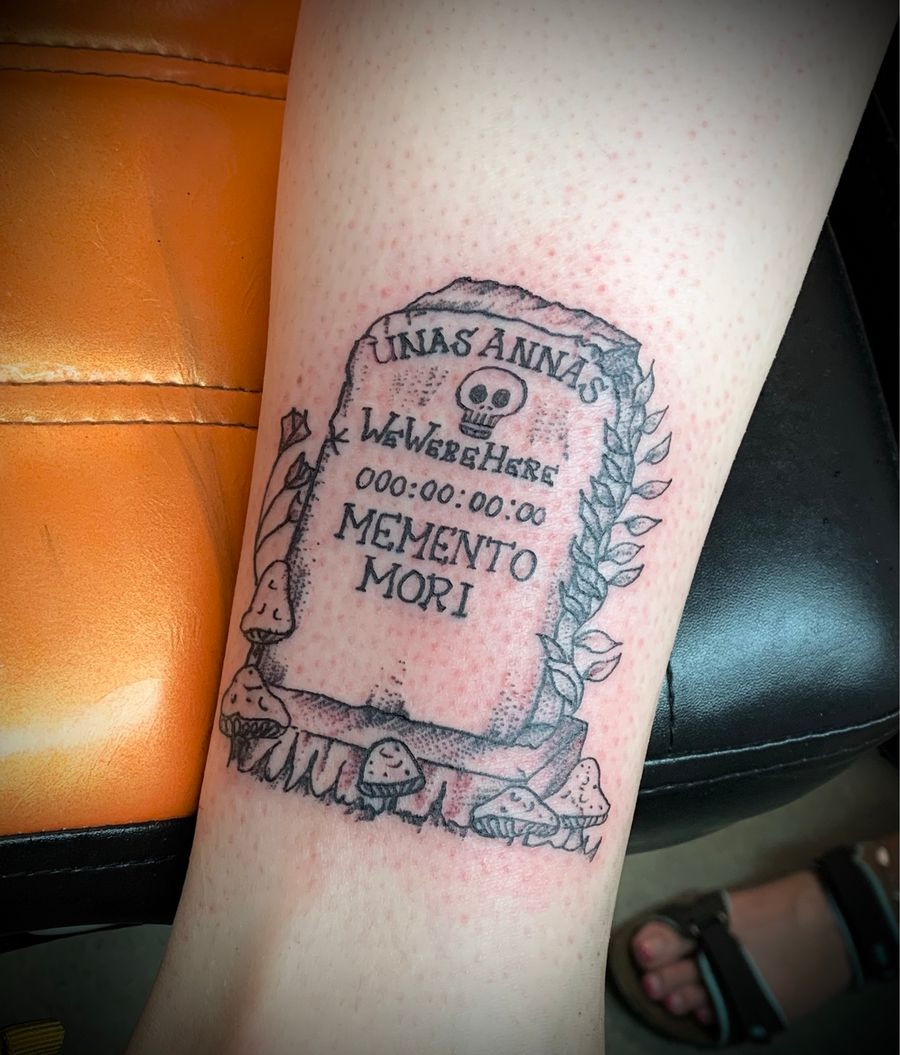 UNAS ANNAS
WEWEREHERE
000:00:00:00
MEMENTO
MORI